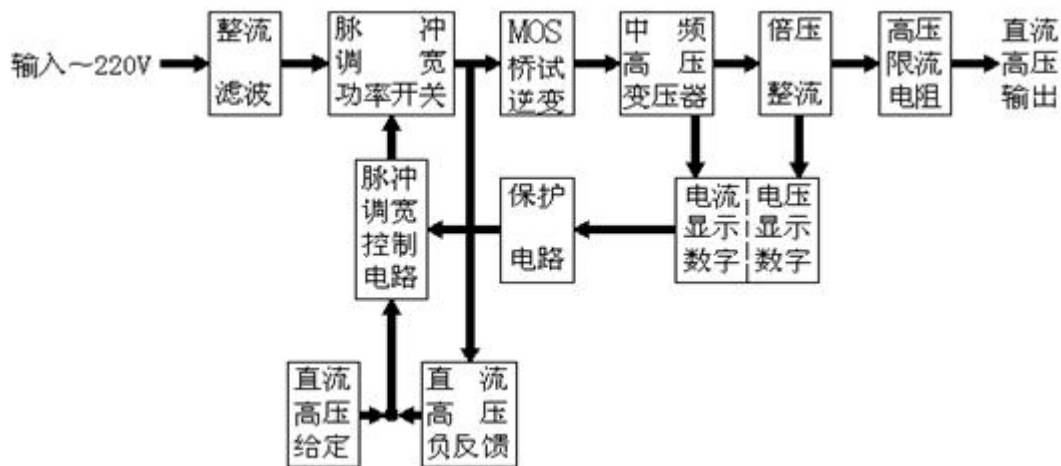 输入～220V
整流
滤波
脉冲
调宽
功率开关
MOS
桥试
逆变
中频
高压
变压器
倍压
整流
高压
限流
电阻
直流
高压
输出
脉冲
调宽
控制
电路
保护
电路
电流
显示
数字
电压
显示
数字
直流
高压
给定
直流
高压
负反馈